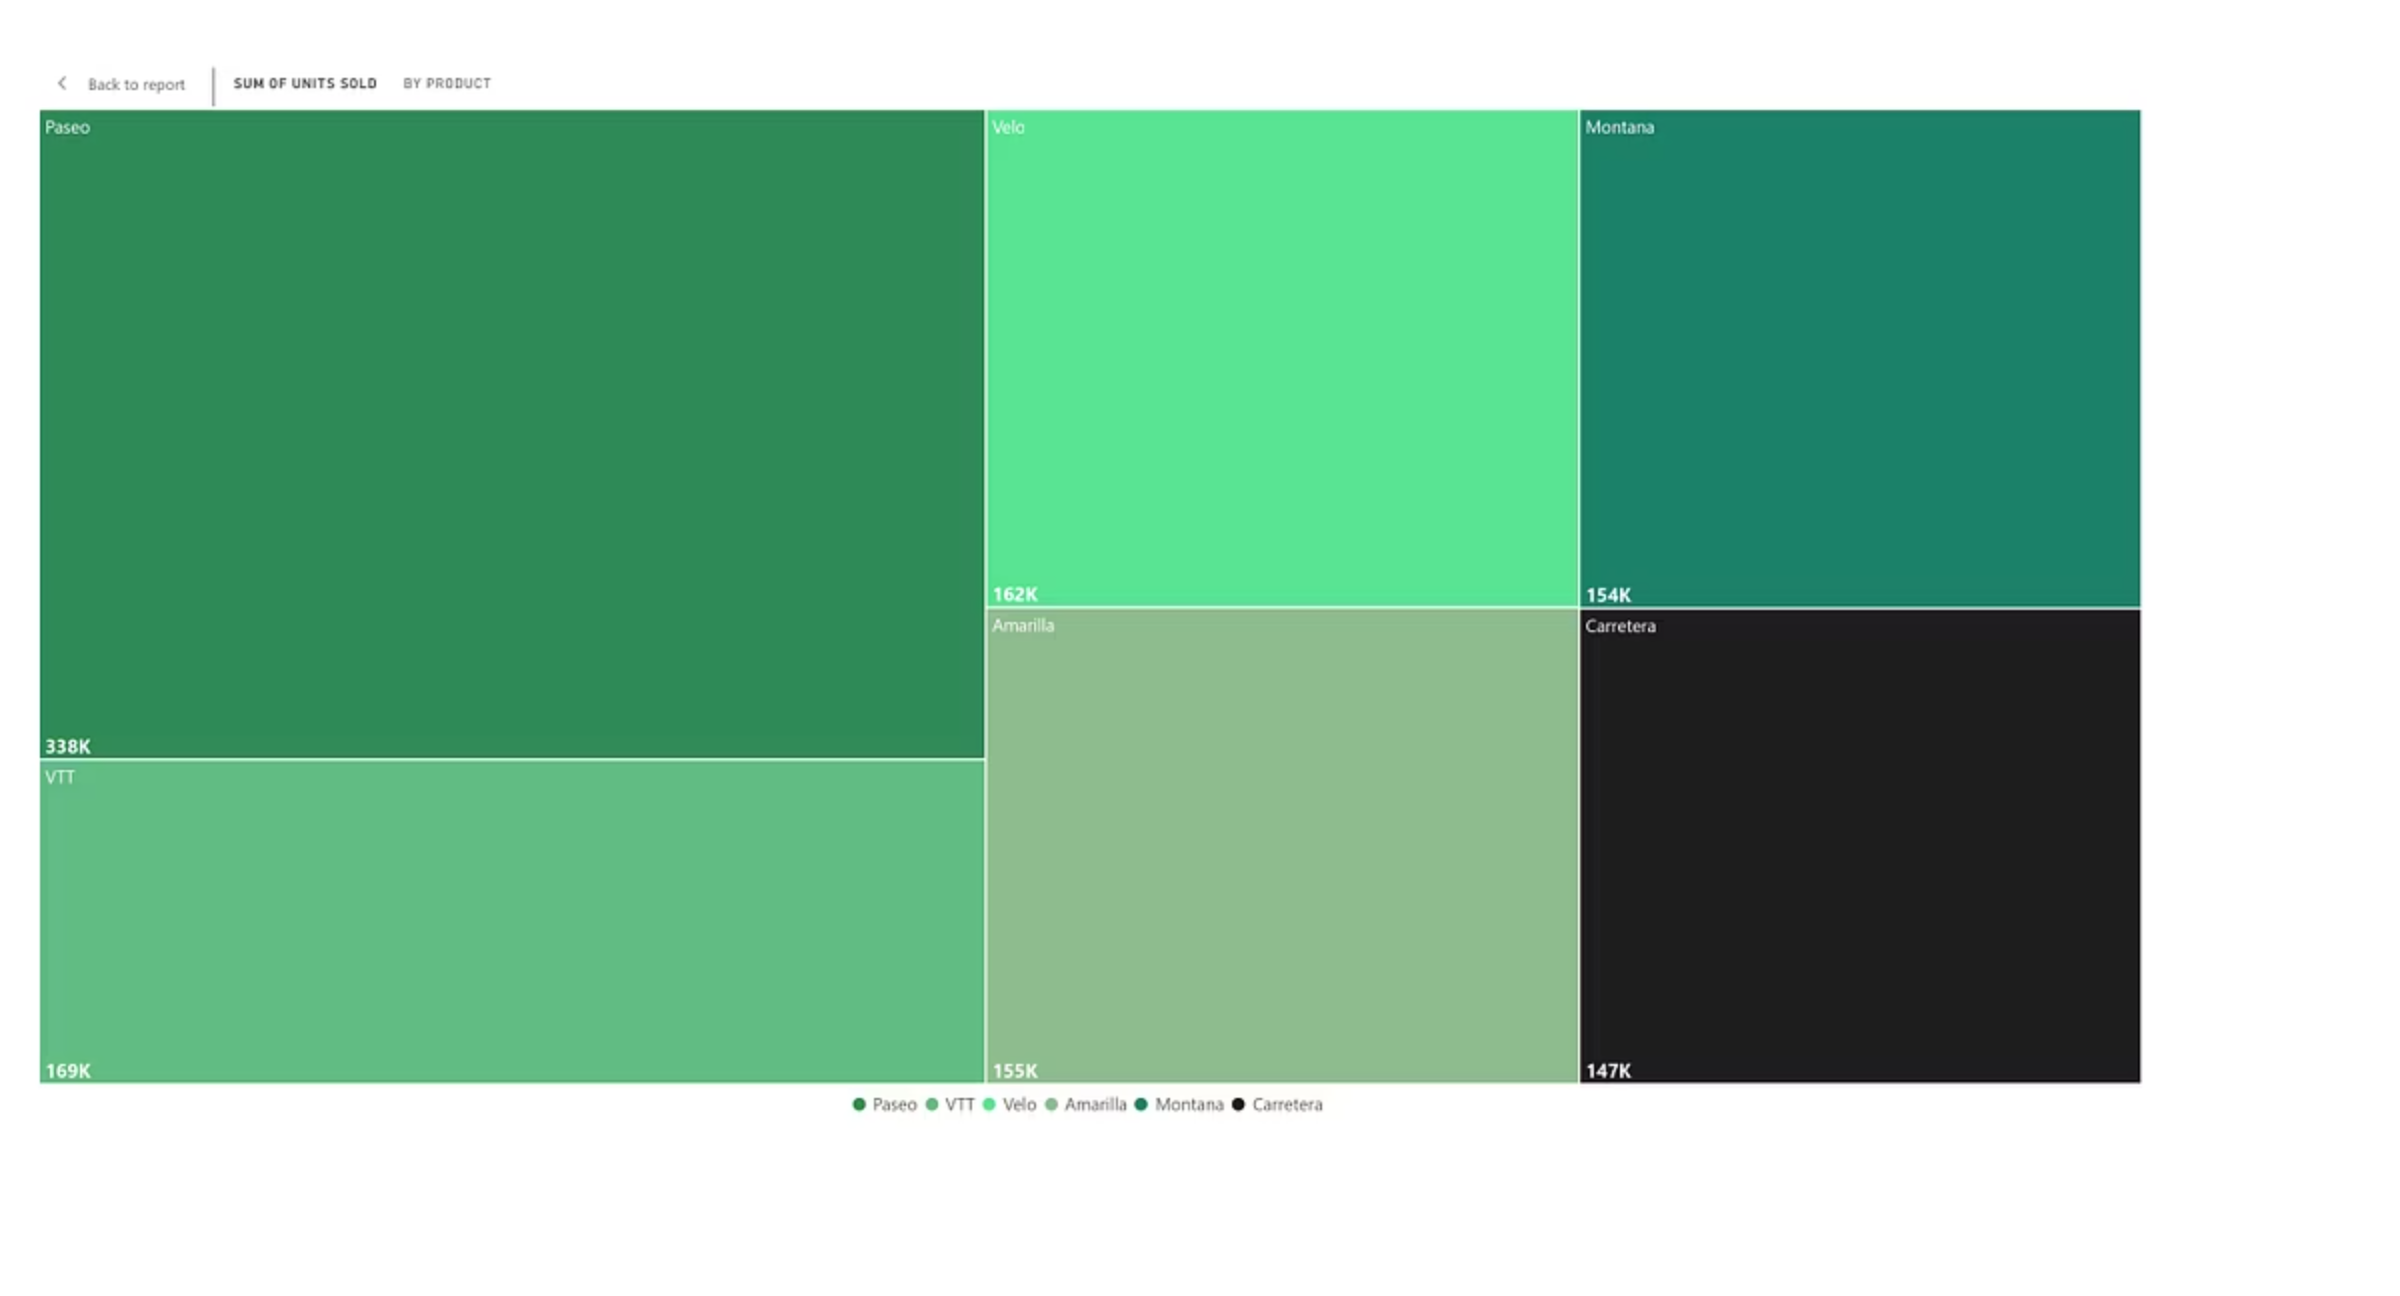 Back to report
SUM OF UNITS SOLD BY PRODUCT
Paseo
338K
VTT
169K
Velo
162K
Amarilla
155K
Montana
154K
Carretera
147K
Paseo VTT Velo Amarilla Montana Carretera